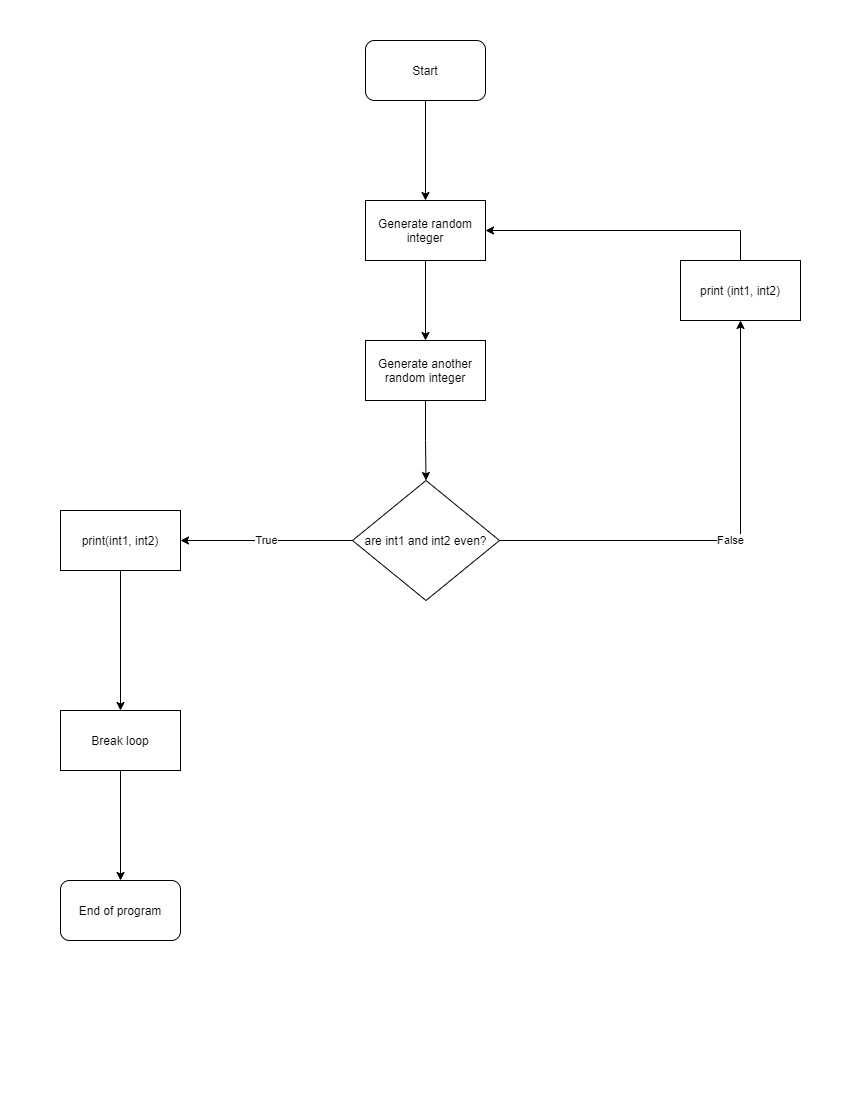 Start
Generate random
integer
print (int1, int2)
Generate another
random integer
print(int1, int2)
True
are int1 and int2 even?
False
Break loop
End of program